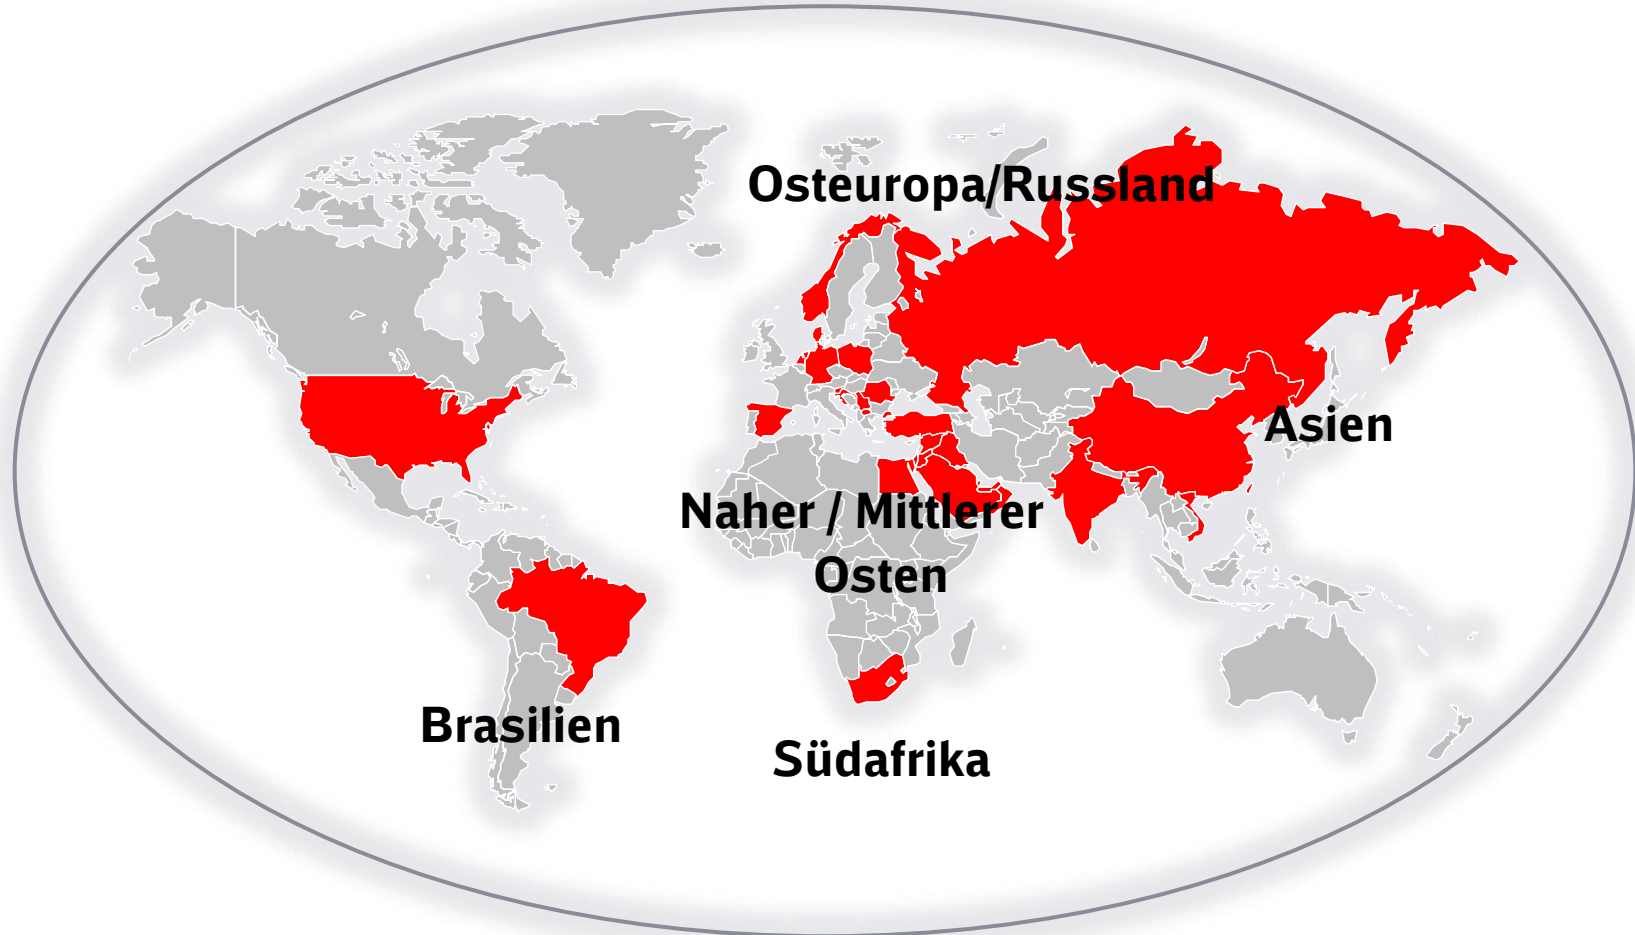 Osteuropa/Russland
Asien
Naher / Mittlerer
Osten
Brasilien
Südafrika